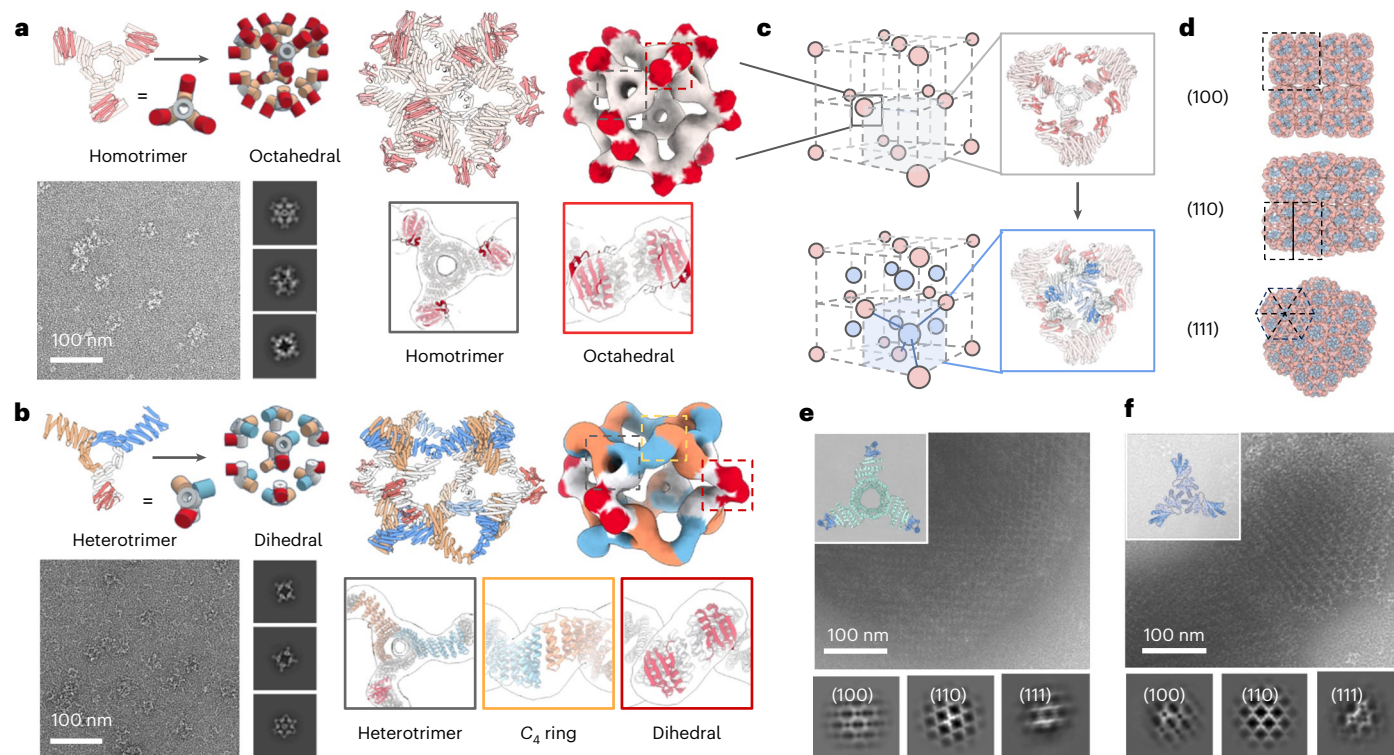 a
Homotrimer
=
Octahedral
100 nm
Homotrimer
Octahedral
b
Heterotrimer
=
Dihedral
100 nm
Heterotrimer
C4 ring
Dihedral
c
d
(100)
(110)
(111)
e
100 nm
(100)
(110)
(111)
f
100 nm
(100)
(110)
(111)